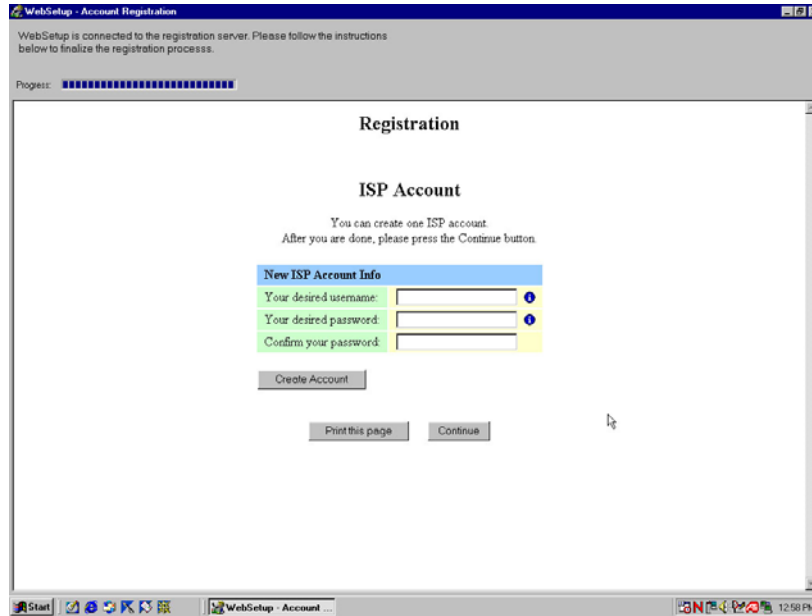 WebSetup - Account Registration
WebSetup is connected to the registration server. Please follow the instructions
below to finalize the registration processs.
Progress:
Registration
ISP Account
You can create one ISP account.
After you are done, please press the Continue button.
New ISP Account Info
Your desired username:
Your desired password:
Confirm your password:
Create Account
Print this page
Continue
Start
WebSetup - Account ...
12:58 P